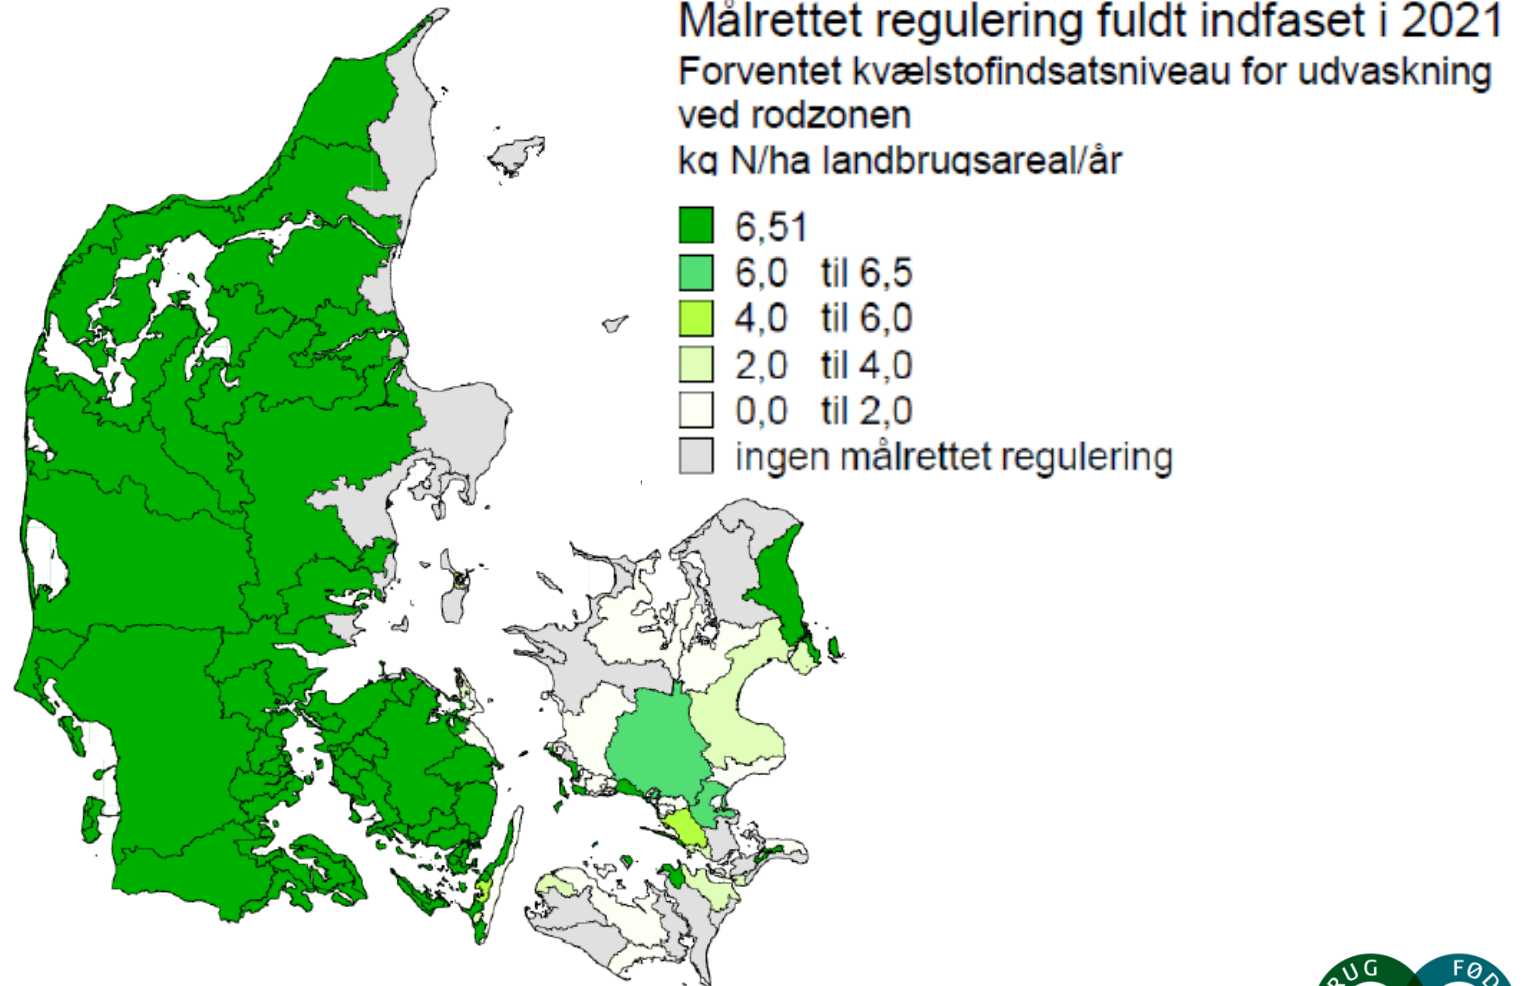 Målrettet regulering fuldt indfaset i 2021
Forventet kvælstofindsatsniveau for udvaskning
ved rodzonen
kg N/ha landbrugsareal/år
6,51
6,0 til 6,5
4,0 til 6,0
2,0 til 4,0
0,0 til 2,0
ingen målrettet regulering